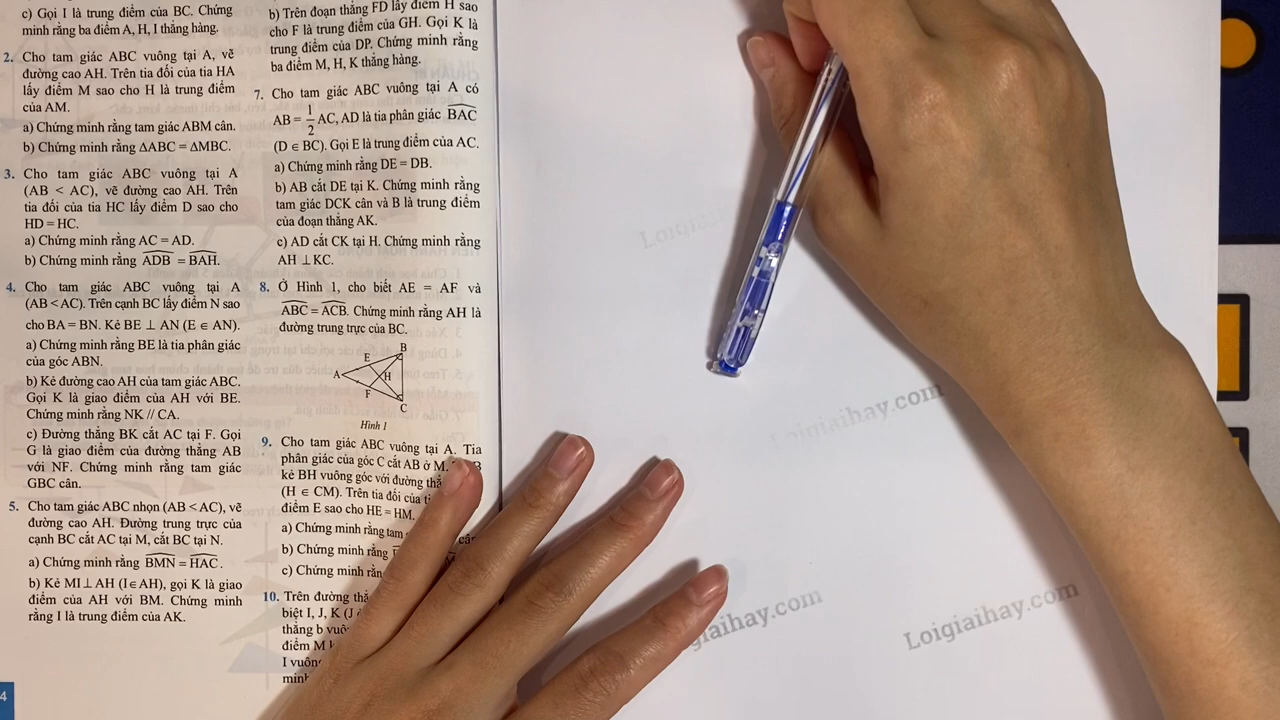 c) Gọi I là trung điểm của BC. Chứng
minh rằng ba điểm A, H, I thẳng hàng.
2. Cho tam giác ABC vuông tại A, vẽ
đường cao AH. Trên tia đối của tia HA
lấy điểm M sao cho H là trung điểm
của AM.
a) Chứng minh rằng tam giác ABM cân.
b) Chứng minh rằng ΔABC = ΔMBC.
3. Cho tam giác ABC vuông tại A
(AB < AC), vẽ đường cao AH. Trên
tia đối của tia HC lấy điểm D sao cho
HD = HC.
a) Chứng minh rằng AC = AD.
b) Chứng minh rằng ADB = BAH.
4. Cho tam giác ABC vuông tại A
(AB < AC). Trên cạnh BC lấy điểm N sao
cho BA = BN. Kẻ BE ⊥ AN (E ∈ AN).
a) Chứng minh rằng BE là tia phân giác
của góc ABN.
b) Kẻ đường cao AH của tam giác ABC.
Gọi K là giao điểm của AH với BE.
Chứng minh rằng NK // CA.
c) Đường thẳng BK cắt AC tại F. Gọi
G là giao điểm của đường thẳng AB
với NF. Chứng minh rằng tam giác
GBC cân.
5. Cho tam giác ABC nhọn (AB < AC), vẽ
đường cao AH. Đường trung trực của
cạnh BC cắt AC tại M, cắt BC tại N.
a) Chứng minh rằng BMN = HAC.
b) Kẻ MI ⊥ AH (I ∈ AH), gọi K là giao
điểm của AH với BM. Chứng minh
rằng I là trung điểm của AK.
4
b) Trên đoạn thẳng FD lấy điểm H sao
cho F là trung điểm của GH. Gọi K là
trung điểm của DP. Chứng minh rằng
ba điểm M, H, K thẳng hàng.
7. Cho tam giác ABC vuông tại A có
AB = 1/2 AC, AD là tia phân giác BAC
(D ∈ BC). Gọi E là trung điểm của AC.
a) Chứng minh rằng DE = DB.
b) AB cắt DE tại K. Chứng minh rằng
tam giác DCK cân và B là trung điểm
của đoạn thẳng AK.
c) AD cắt CK tại H. Chứng minh rằng
AH ⊥ KC.
8. Ở Hình 1, cho biết AE = AF và
ABC = ACB. Chứng minh rằng AH là
đường trung trực của BC.
B
E
A
H
F
C
Hình 1
9. Cho tam giác ABC vuông tại A. Tia
phân giác của góc C cắt AB ở M.
kẻ BH vuông góc với đường
(H ∈ CM). Trên tia đối của
điểm E sao cho HE = HM.
a) Chứng minh rằng tam
b) Chứng minh rằng
c) Chứng minh
10. Trên đường
biệt I, J, K
thẳng b
điểm M
I
Loigiaihay.com
Loigiaihay.com